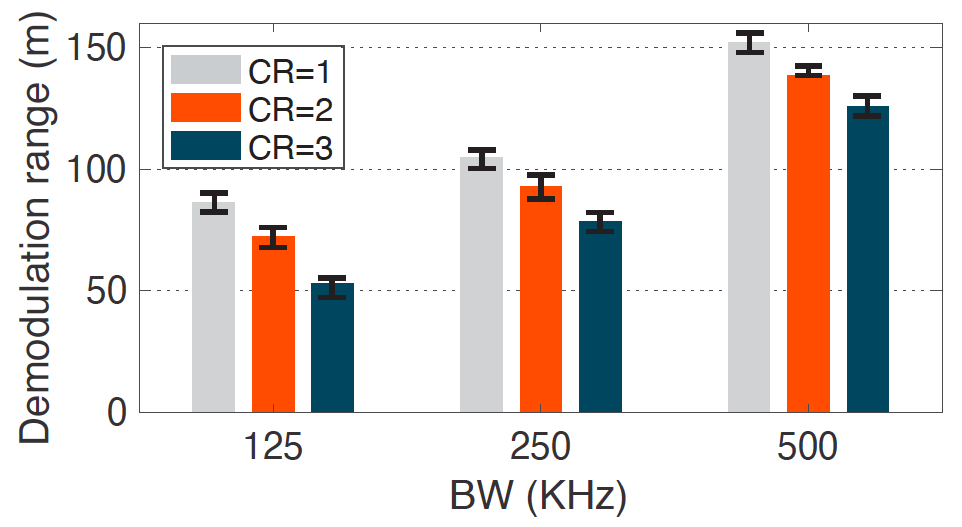 Demodulation range (m)
150
100
50
0
CR=1
CR=2
CR=3
125 250 500
BW (KHz)